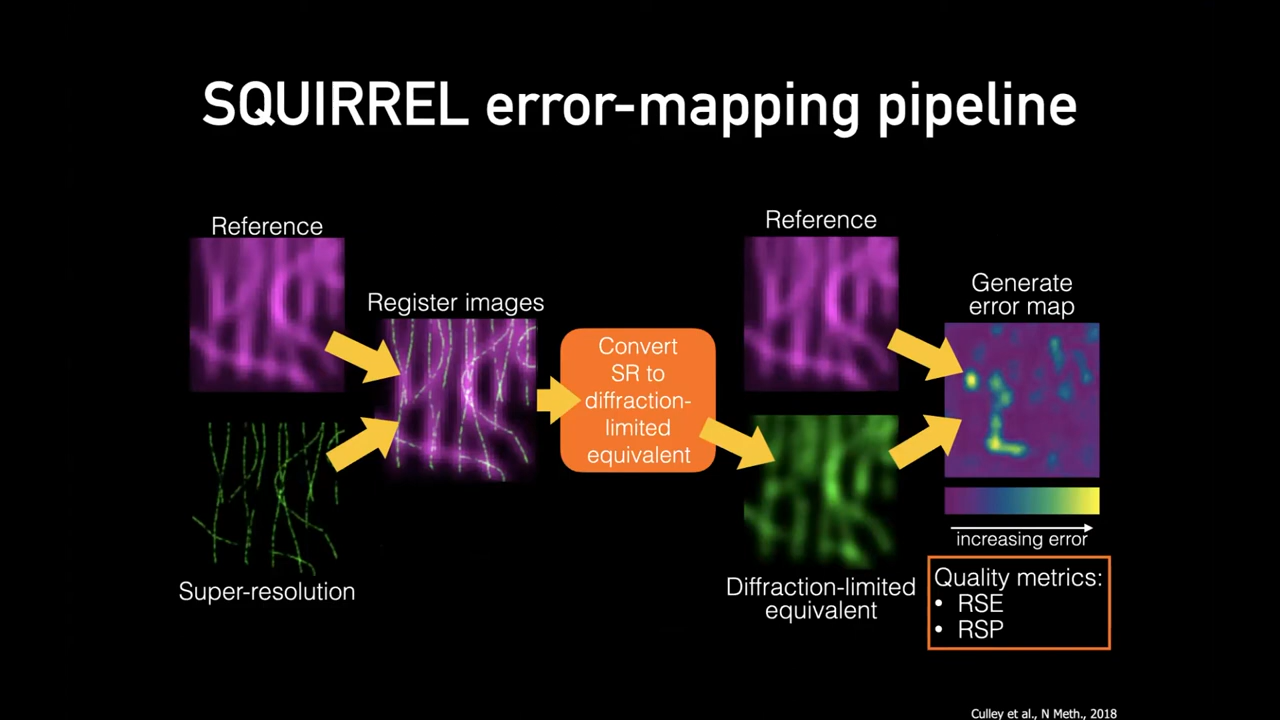 SQUIRREL error-mapping pipeline
Reference
Super-resolution
Register images
Convert
SR to
diffraction-
limited
equivalent
Reference
Diffraction-limited
equivalent
Generate
error map
increasing error
Quality metrics:
• RSE
• RSP
Culley et al., N Meth., 2018